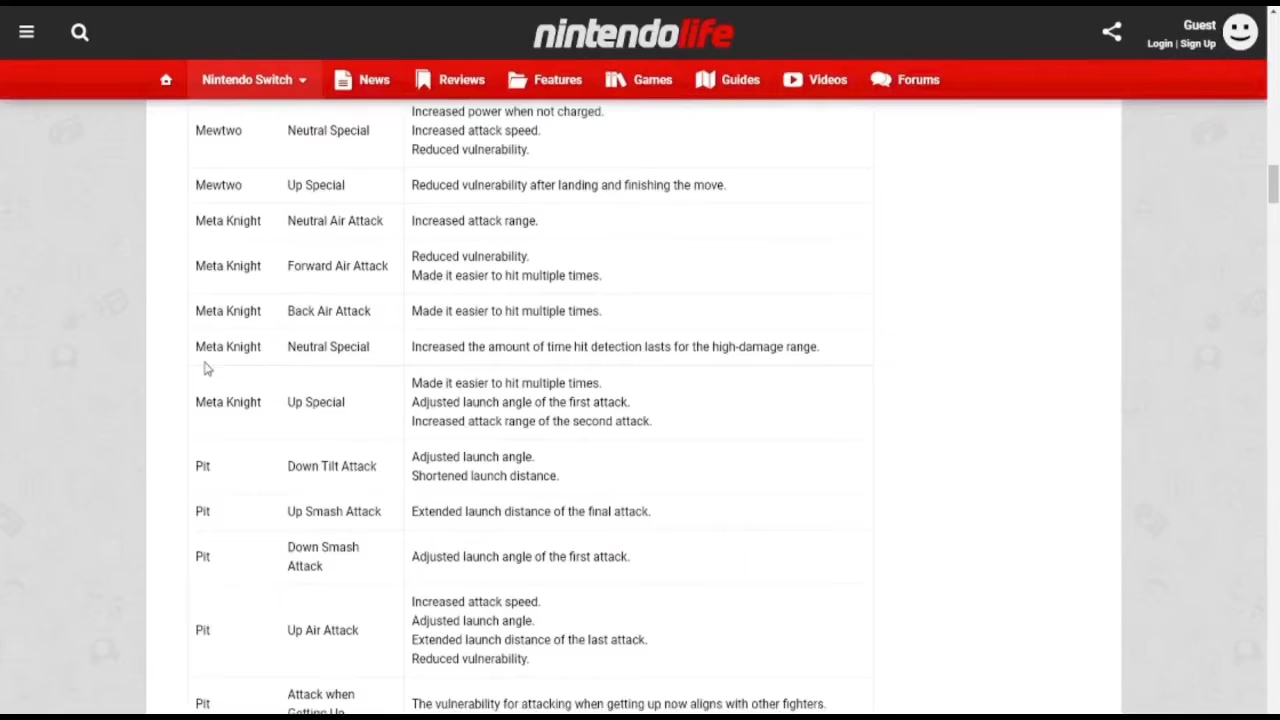 nintendolife
Guest
Login | Sign Up
Nintendo Switch
News
Reviews
Features
Games
Guides
Videos
Forums
Increased power when not charged.
Mewtwo Neutral Special Increased attack speed.
Reduced vulnerability.
Mewtwo Up Special Reduced vulnerability after landing and finishing the move.
Meta Knight Neutral Air Attack Increased attack range.
Meta Knight Forward Air Attack Reduced vulnerability.
Made it easier to hit multiple times.
Meta Knight Back Air Attack Made it easier to hit multiple times.
Meta Knight Neutral Special Increased the amount of time hit detection lasts for the high-damage range.
Made it easier to hit multiple times.
Meta Knight Up Special Adjusted launch angle of the first attack.
Increased attack range of the second attack.
Pit Down Tilt Attack Adjusted launch angle.
Shortened launch distance.
Pit Up Smash Attack Extended launch distance of the final attack.
Pit Down Smash Attack Adjusted launch angle of the first attack.
Increased attack speed.
Pit Up Air Attack Adjusted launch angle.
Extended launch distance of the last attack.
Reduced vulnerability.
Pit Attack when Getting Up The vulnerability for attacking when getting up now aligns with other fighters.